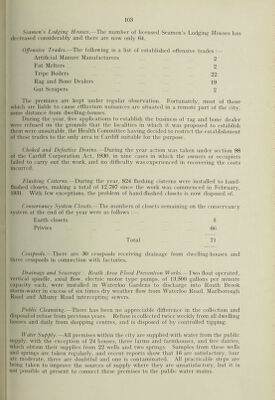 103
Seamen's Lodging Houses.—The number of licensed Seamen's Lodging Houses has
decreased considerably and there are now only 64.
Offensive Trades.—The following is a list of established offensive trades :—
Artificial Manure Manufacturers 2
Fat Melters 2
Tripe Boilers 22
Rag and Bone Dealers 19
Gut Scrapers 2
The premises are kept under regular observation. Fortunately, most of those
which are liable to cause effluvium nuisances are situated in a remote part of the city,
some distance from dwelling-houses.
During the year, five applications to establish the business of rag and bone dealer
were refused on the grounds that the localities in which it was proposed to establish
them were unsuitable, the Health Committee having decided to restrict the establishment
of these trades to the only area in Cardiff suitable for the purpose.
Choked and Defective Drains.—During the year action was taken under section 98
of the Cardiff Corporation Act, 1930, in nine cases in which the owners or occupiers
failed to carry out the work, and no difficulty was experienced in recovering the costs
incurred.
Flushing Cisterns.—During the year, 824 flushing cisterns were installed to hand-
flushed closets, making a total of 12,797 since the work was commenced in February,
1931. With few exceptions, the problem of hand-flushed closets is now disposed of.
Conservancy System Closets.—The numbers of closets remaining on the conservancy
system at the end of the year were as follows :—
Earth closets
Privies 66
Total
Cesspools.—There are 30 cesspools receiving drainage from dwelling-houses and
three cesspools in connection with factories.
Drainage and Sewerage : Roath Area Flood Prevention Works.—Two float operated,
vertical spindle, axial flow, electric motor type pumps, of 13,800 gallons per minute
capacity each, were installed in Waterloo Gardens to discharge into Roath Brook
storm-water in excess of six times dry weather flow from Waterloo Road, Marlborough
Road and Albany Road intercepting sewers.
Public Cleansing.—There has been no appreciable difference in the collection and
disposal of refuse from previous years. Refuse is collected twice weekly from all dwelling
houses and daily from shopping centres, and is disposed of by controlled tipping.
Water Supply.—All premises within the city are supplied with water from the public
supply, with the exception of 24 houses, three farms and farmhouses, and five dairies,
which obtain their supplies from 22 wells and two springs. Samples from these wells
and springs are taken regularly, and recent reports show that 16 are satisfactory, four
are moderate, three are doubtful and one is contaminated. All practicable steps are
being taken to improve the sources of supply where they are unsatisfactory, but it is
not possible at present to connect these premises to the public water mains.